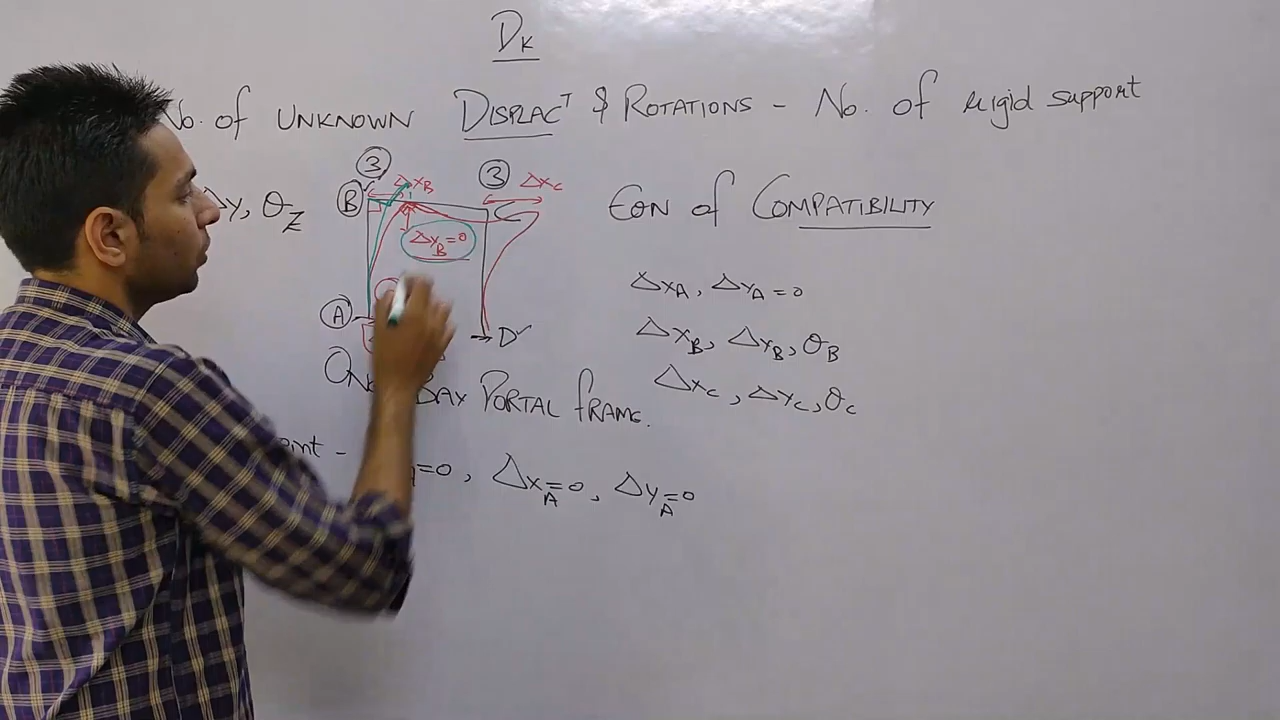 DK
No. of UNKNOWN DISPLACT & ROTATIONS - No. of rigid support
3 3
ΔXB ΔXC
B C
ΔY, θZ
EQN of COMPATIBILITY
ΔYB=0
ΔXA, ΔYA=0
A
D
ΔXB, ΔYB, θB
ΔXC, ΔYC, θC
BAY PORTAL FRAME.
=0, ΔXA=0, ΔYA=0